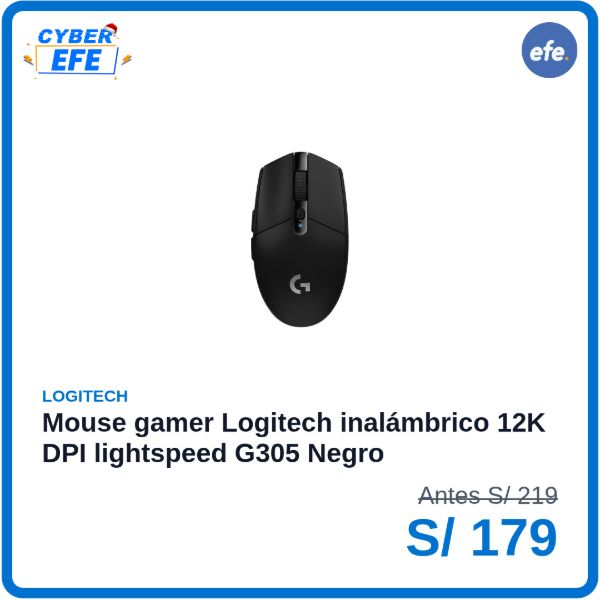 CYBER
EFE
efe.
G
LOGITECH
Mouse gamer Logitech inalámbrico 12K
DPI lightspeed G305 Negro
Antes S/ 219
S/ 179